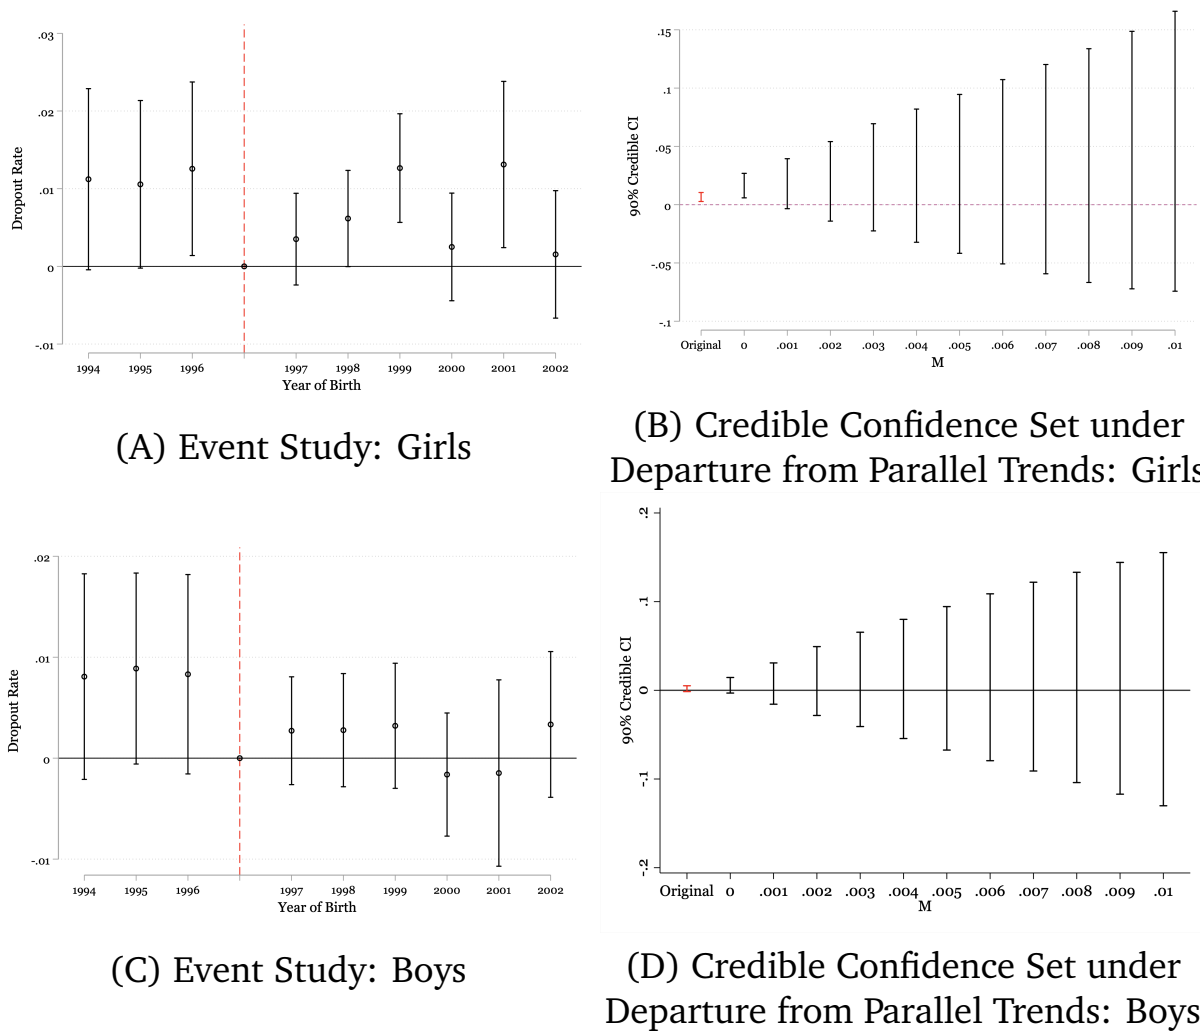 .03
.02
.01
0
-.01
Dropout Rate
1994 1995 1996 1997 1998 1999 2000 2001 2002
Year of Birth
(A) Event Study: Girls
.15
.1
.05
0
-.05
-.1
90% Credible CI
Original 0 .001 .002 .003 .004 .005 .006 .007 .008 .009 .01
M
(B) Credible Confidence Set under
Departure from Parallel Trends: Girls
.02
.01
0
-.01
Dropout Rate
1994 1995 1996 1997 1998 1999 2000 2001 2002
Year of Birth
(C) Event Study: Boys
.2
.1
0
-.1
-.2
90% Credible CI
Original 0 .001 .002 .003 .004 .005 .006 .007 .008 .009 .01
M
(D) Credible Confidence Set under
Departure from Parallel Trends: Boys